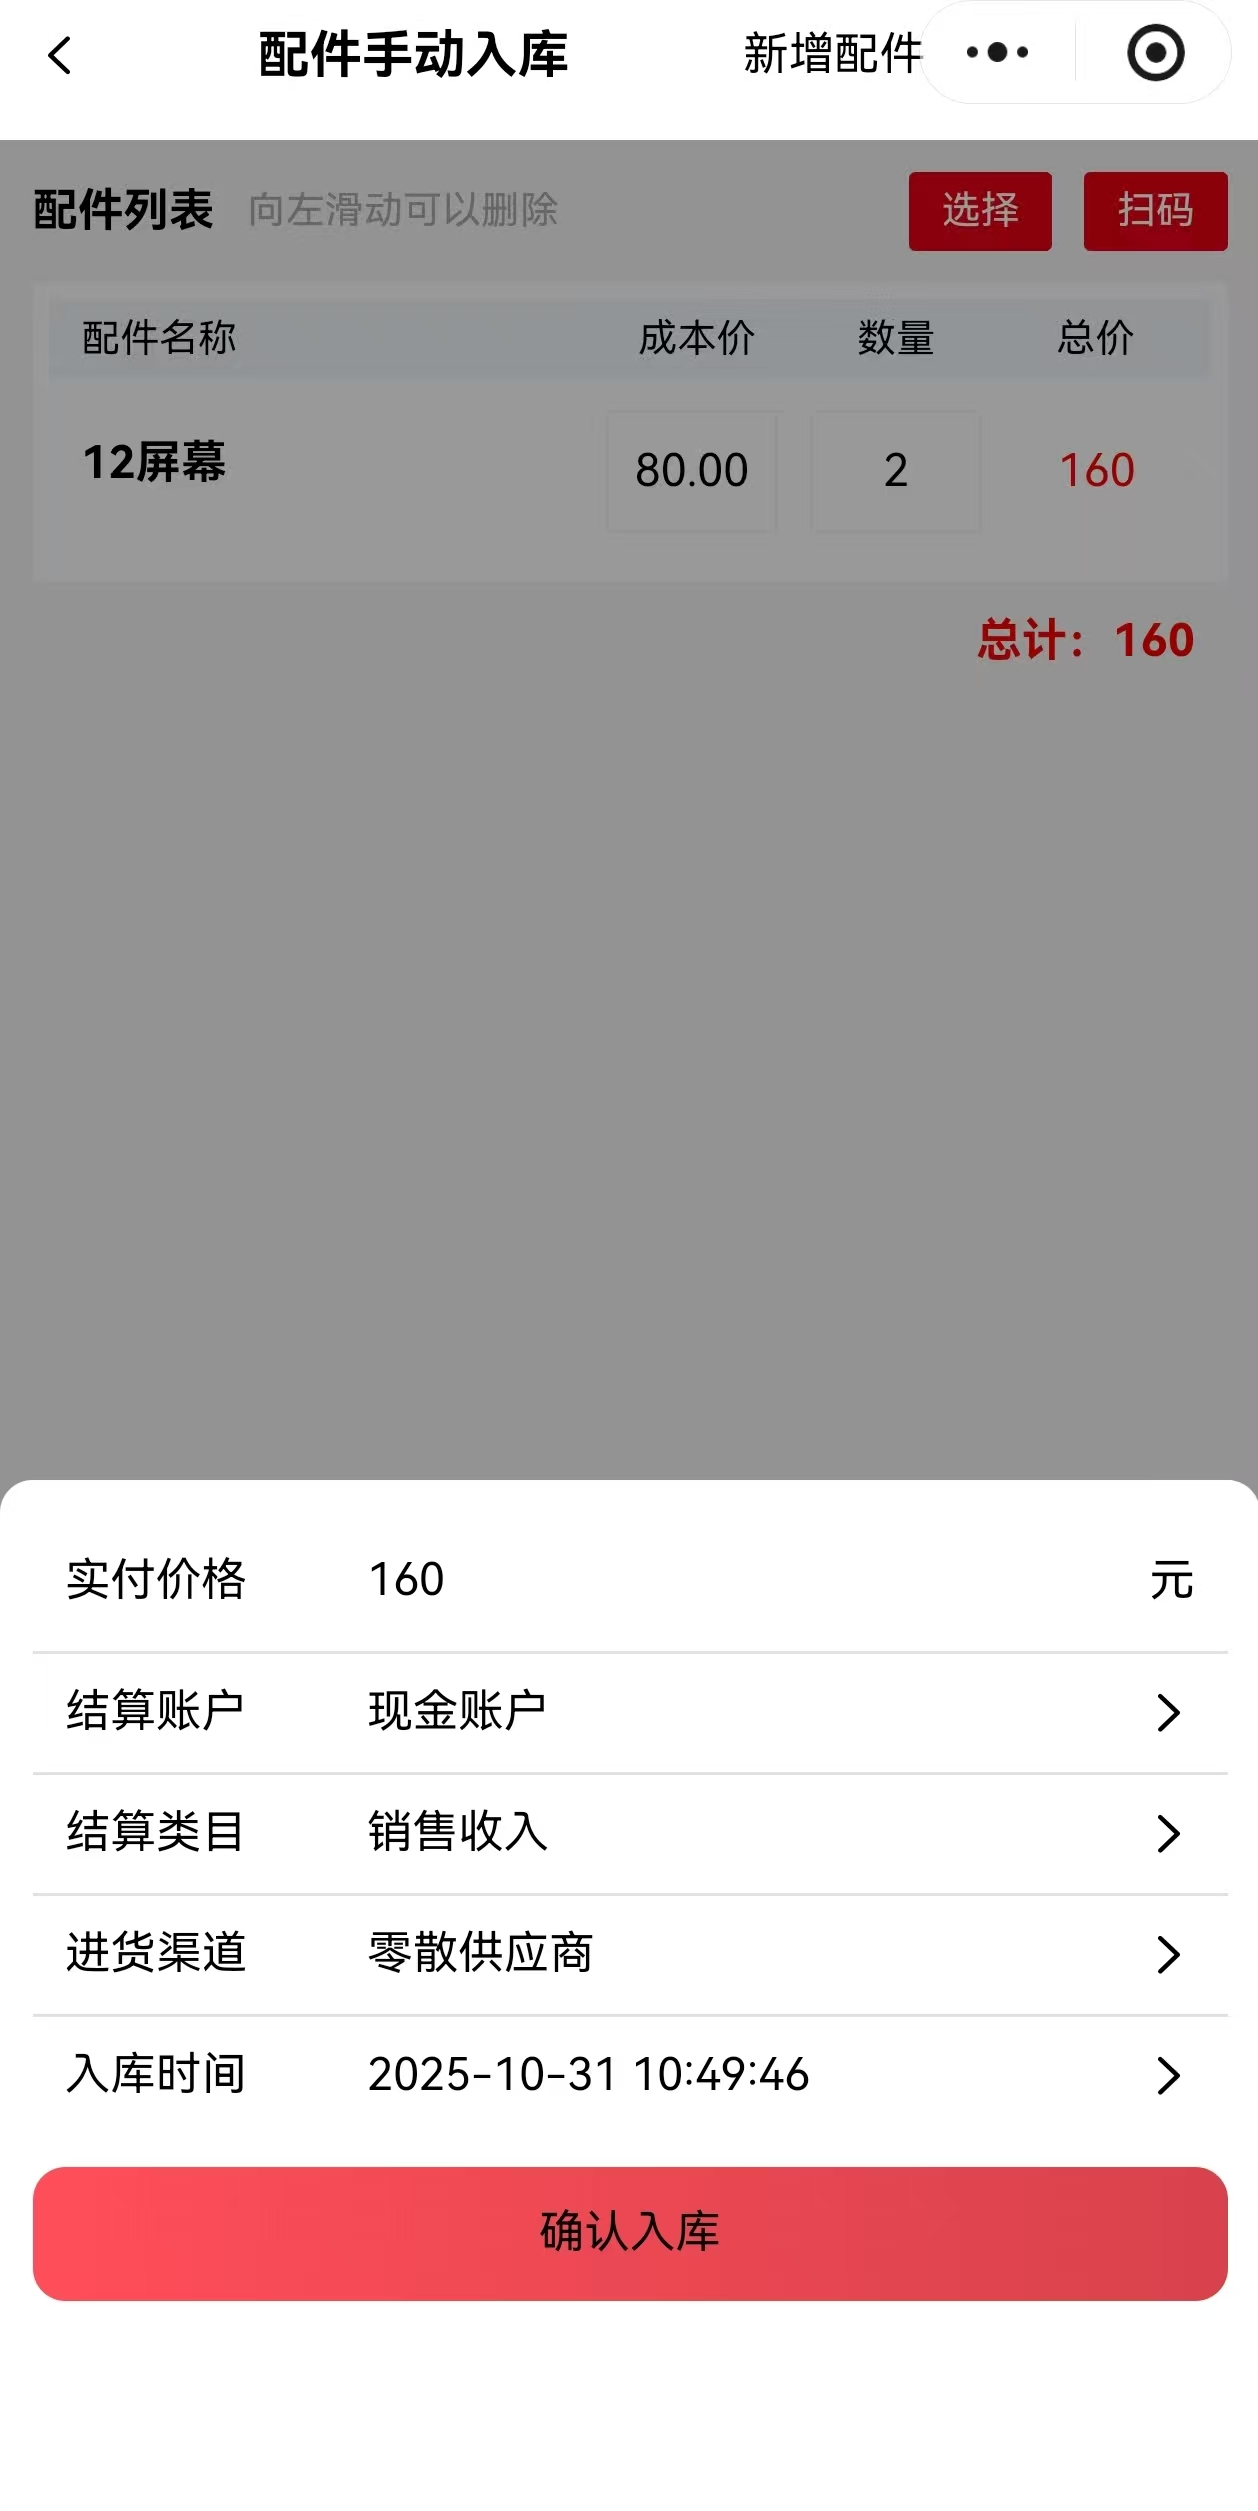 配件手动入库 新增配件
配件列表 向左滑动可以删除 选择 扫码
配件名称 成本价 数量 总价
12屏幕 80.00 2 160
总计：160
实付价格 160 元
结算账户 现金账户
结算类目 销售收入
进货渠道 零散供应商
入库时间 2025-10-31 10:49:46
确认入库